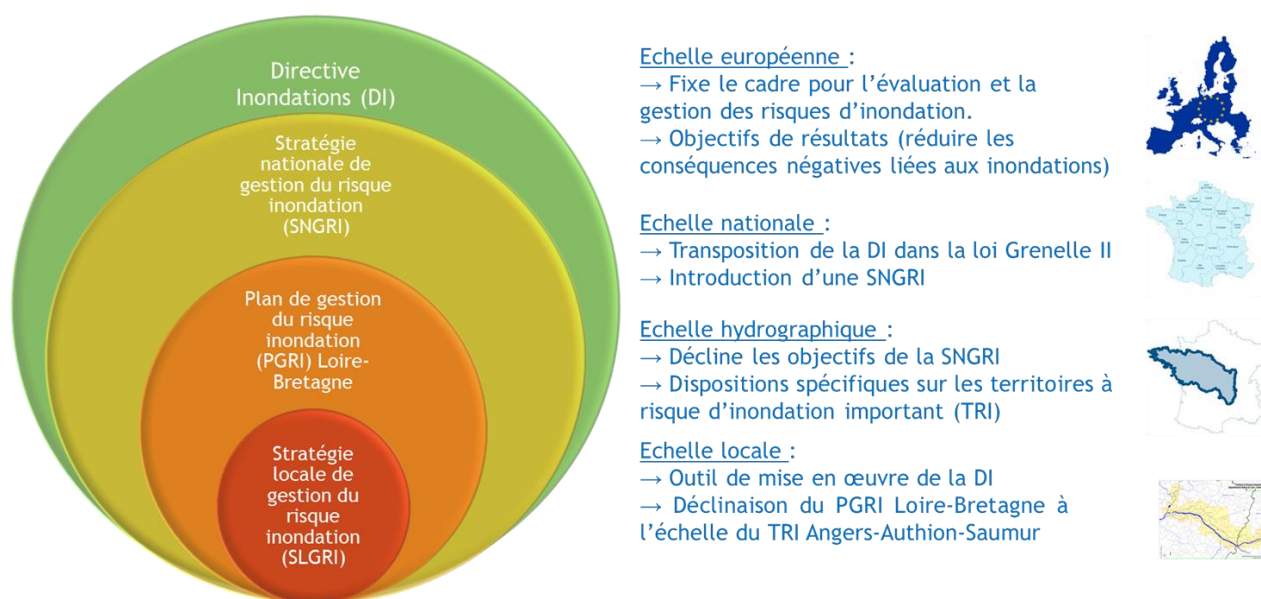 Directive
Inondations (DI)
Stratégie
nationale de
gestion du risque
inondation
(SNGRI)
Plan de gestion
du risque
inondation
(PGRI) Loire-
Bretagne
Stratégie
locale de
gestion du
risque
inondation
(SLGRI)
Echelle européenne :
→ Fixe le cadre pour l’évaluation et la
gestion des risques d’inondation.
→ Objectifs de résultats (réduire les
conséquences négatives liées aux inondations)
Echelle nationale :
→ Transposition de la DI dans la loi Grenelle II
→ Introduction d’une SNGRI
Echelle hydrographique :
→ Décline les objectifs de la SNGRI
→ Dispositions spécifiques sur les territoires à
risque d’inondation important (TRI)
Echelle locale :
→ Outil de mise en œuvre de la DI
→ Déclinaison du PGRI Loire-Bretagne à
l’échelle du TRI Angers-Authion-Saumur